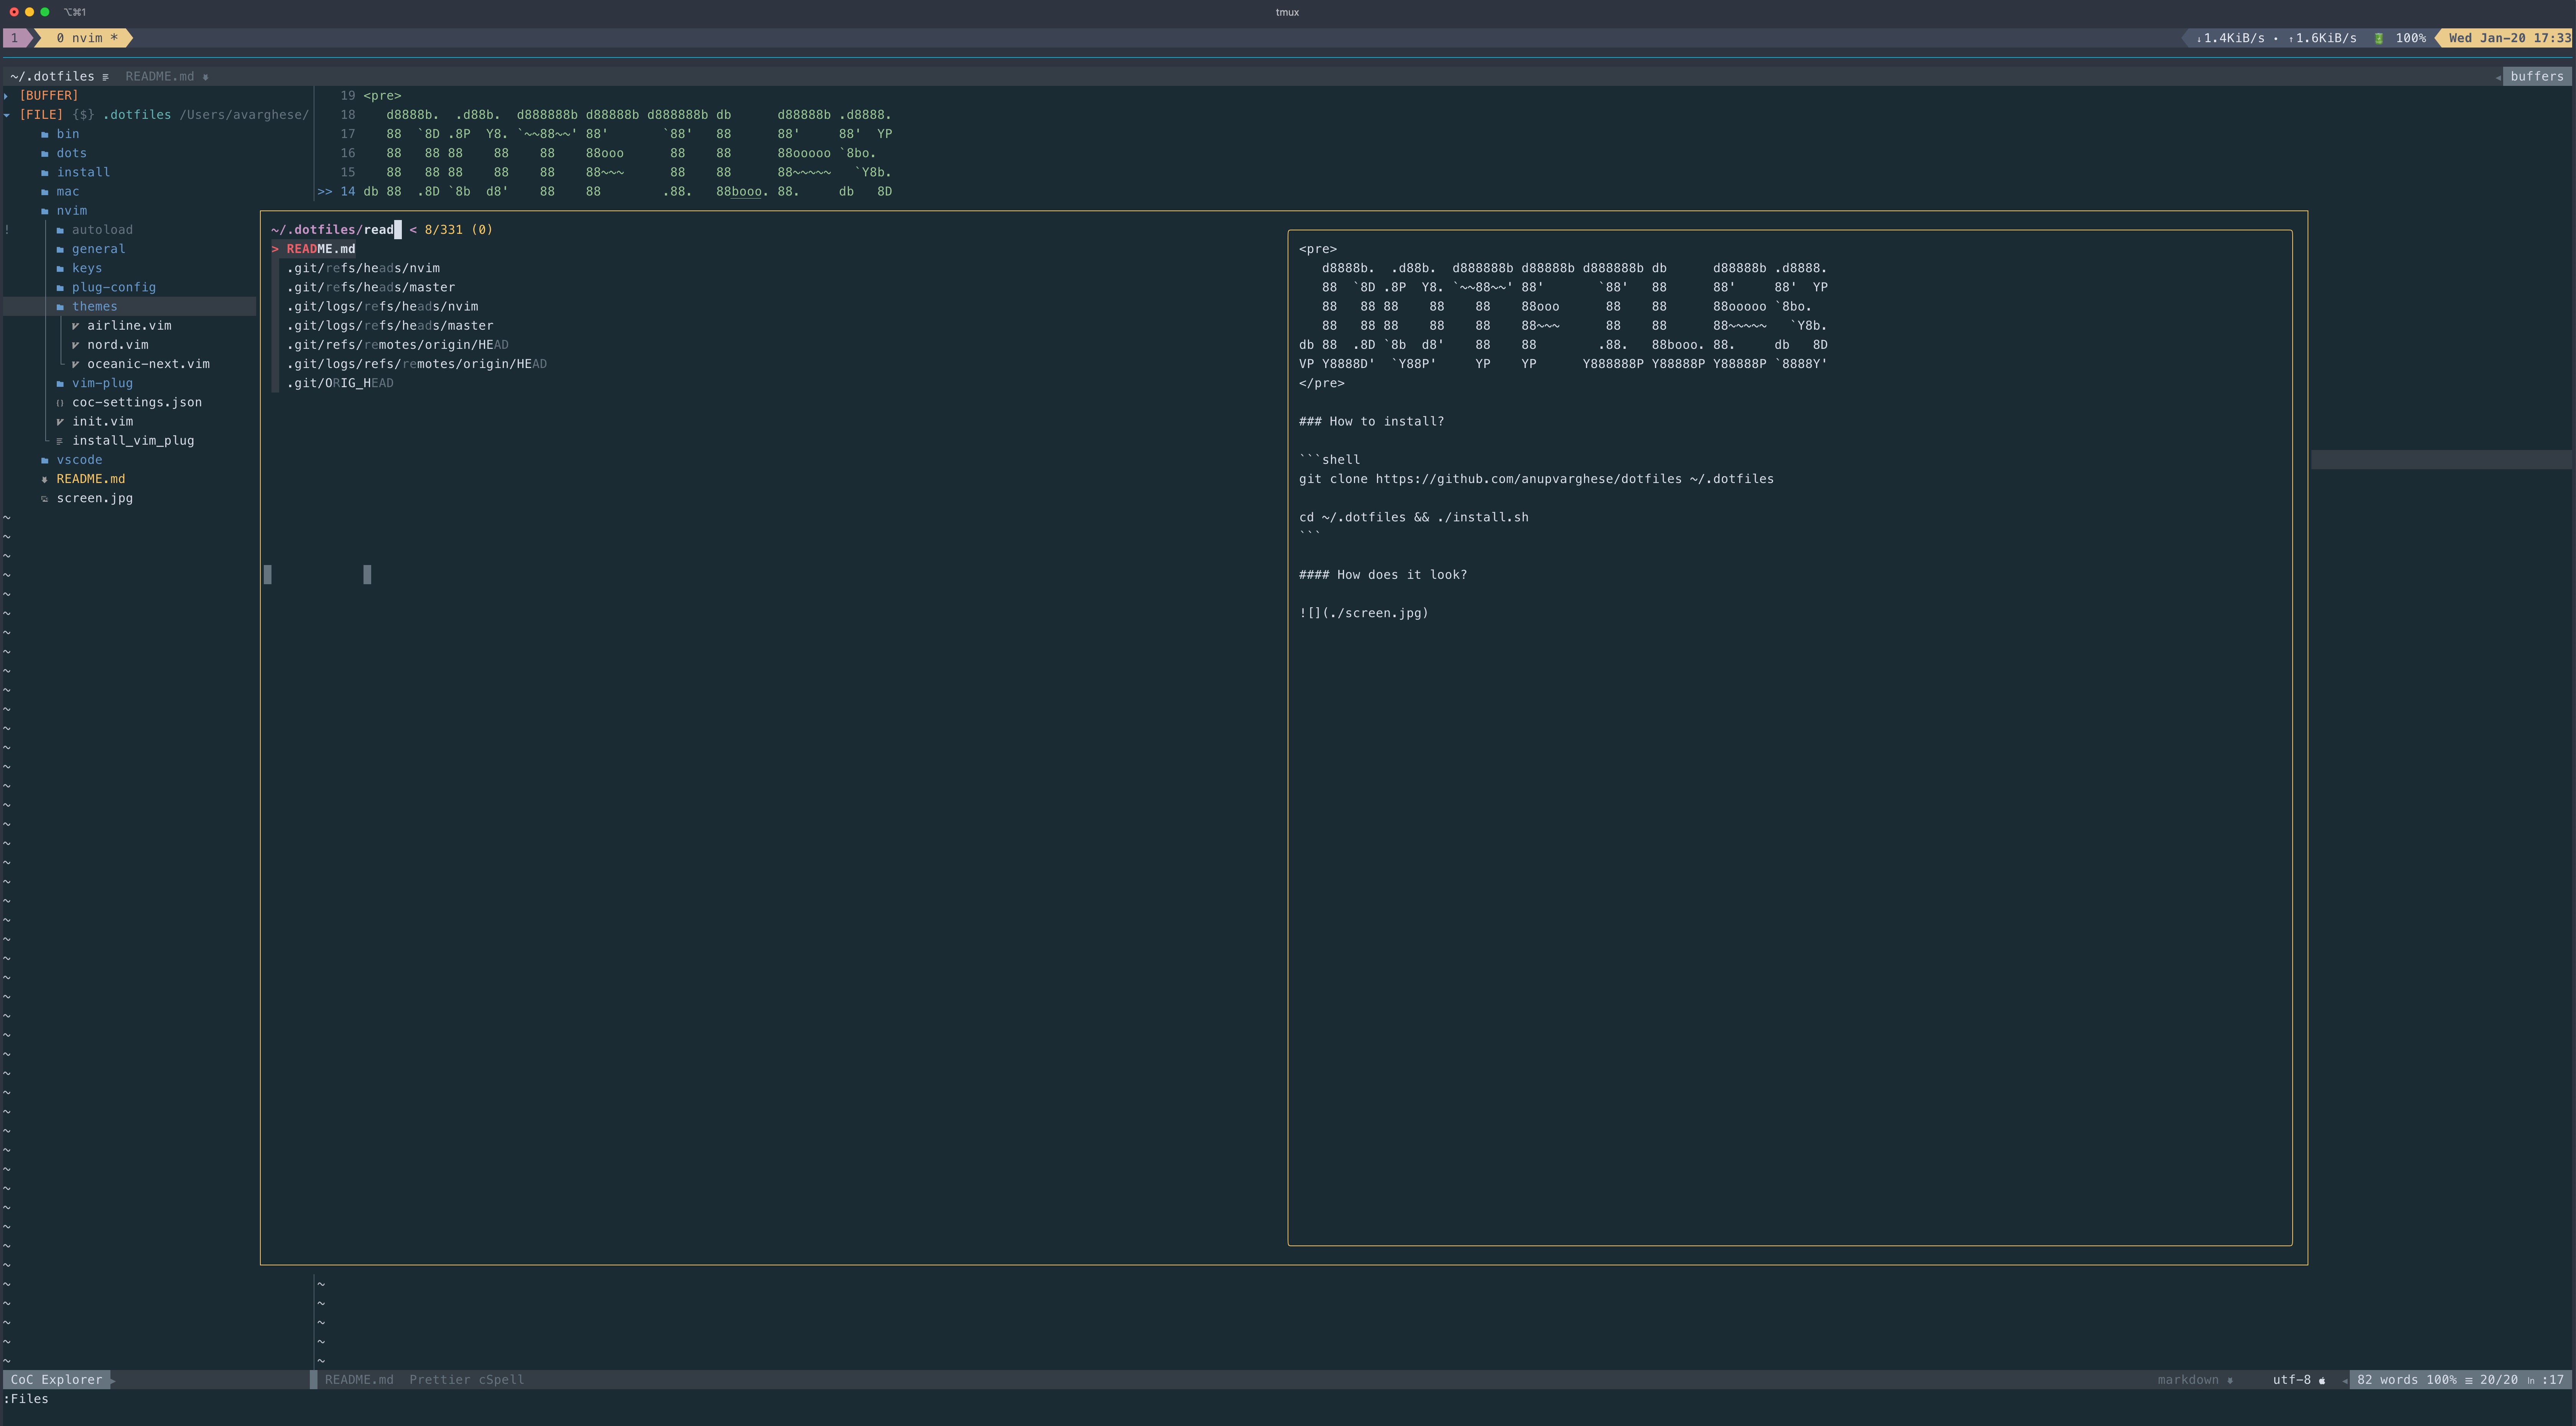 ⌥⌘1 tmux
1 0 nvim * ↓1.4KiB/s • ↑1.6KiB/s 100% Wed Jan-20 17:33
~/.dotfiles README.md buffers
[BUFFER]
[FILE] {$} .dotfiles /Users/avarghese/
bin
dots
install
mac
nvim
! autoload
general
keys
plug-config
themes
airline.vim
nord.vim
oceanic-next.vim
vim-plug
coc-settings.json
init.vim
install_vim_plug
vscode
README.md
screen.jpg
19 <pre>
18    d8888b.  .d88b.  d888888b d88888b d888888b db      d88888b .d8888.
17    88  `8D .8P  Y8. `~~88~~' 88'       `88'   88      88'     88'  YP
16    88   88 88    88    88    88ooo      88    88      88ooooo `8bo.
15    88   88 88    88    88    88~~~      88    88      88~~~~~   `Y8b.
>> 14 db 88  .8D `8b  d8'    88    88        .88.   88booo. 88.     db   8D
~/.dotfiles/read < 8/331 (0)
> README.md
.git/refs/heads/nvim
.git/refs/heads/master
.git/logs/refs/heads/nvim
.git/logs/refs/heads/master
.git/refs/remotes/origin/HEAD
.git/logs/refs/remotes/origin/HEAD
.git/ORIG_HEAD
<pre>
   d8888b.  .d88b.  d888888b d88888b d888888b db      d88888b .d8888.
   88  `8D .8P  Y8. `~~88~~' 88'       `88'   88      88'     88'  YP
   88   88 88    88    88    88ooo      88    88      88ooooo `8bo.
   88   88 88    88    88    88~~~      88    88      88~~~~~   `Y8b.
db 88  .8D `8b  d8'    88    88        .88.   88booo. 88.     db   8D
VP Y8888D'  `Y88P'     YP    YP      Y888888P Y88888P Y88888P `8888Y'
</pre>
### How to install?
```shell
git clone https://github.com/anupvarghese/dotfiles ~/.dotfiles
cd ~/.dotfiles && ./install.sh
```
#### How does it look?
![](./screen.jpg)
CoC Explorer README.md Prettier cSpell markdown utf-8 82 words 100% ☰ 20/20 ln :17
:Files